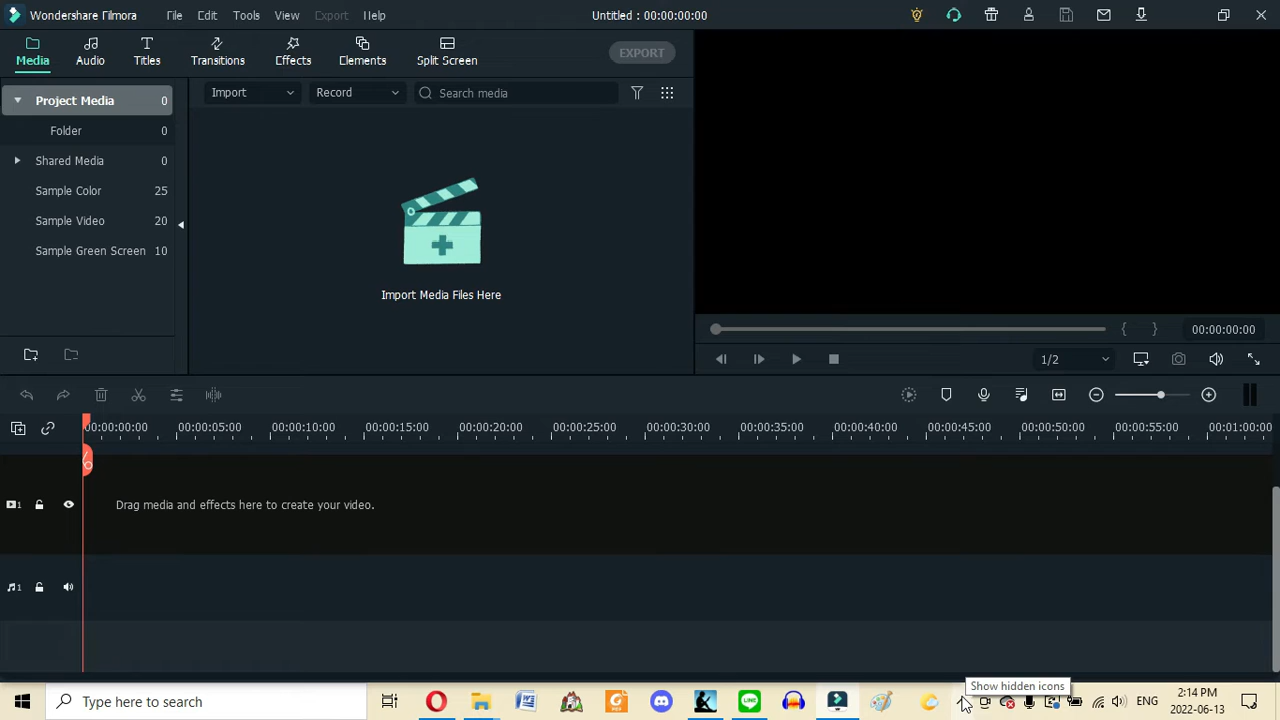 Wondershare Filmora File Edit Tools View Export Help Untitled : 00:00:00:00
Media Audio Titles Transitions Effects Elements Split Screen EXPORT
Project Media 0
Folder 0
Shared Media 0
Sample Color 25
Sample Video 20
Sample Green Screen 10
Import Record Search media
Import Media Files Here
00:00:00:00
1/2
00:00:00:00 00:00:05:00 00:00:10:00 00:00:15:00 00:00:20:00 00:00:25:00 00:00:30:00 00:00:35:00 00:00:40:00 00:00:45:00 00:00:50:00 00:00:55:00 00:01:00:00
1 Drag media and effects here to create your video.
1
Show hidden icons
Type here to search ENG 2:14 PM
2022-06-13